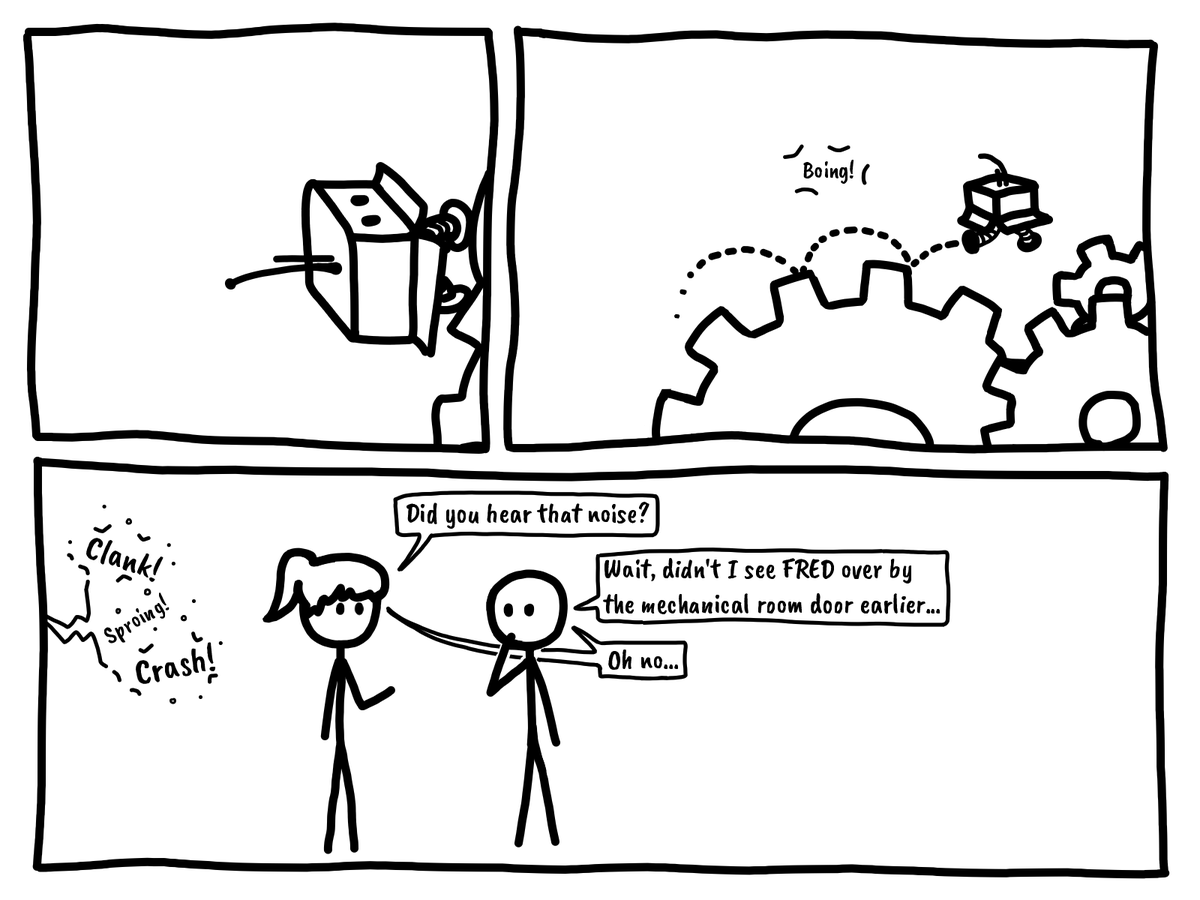 Boing!
Clank!
Sproing!
Crash!
Did you hear that noise?
Wait, didn't I see FRED over by
the mechanical room door earlier...
Oh no...